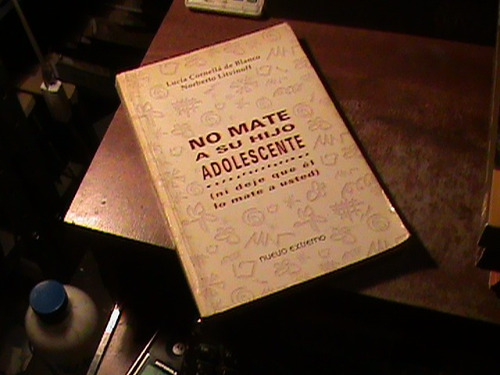 Lucía Cornellá de Blanco
Norberto Litvinoff
NO MATE
A SU HIJO
ADOLESCENTE
(ni deje que él
lo mate a usted)
nuevo extremo